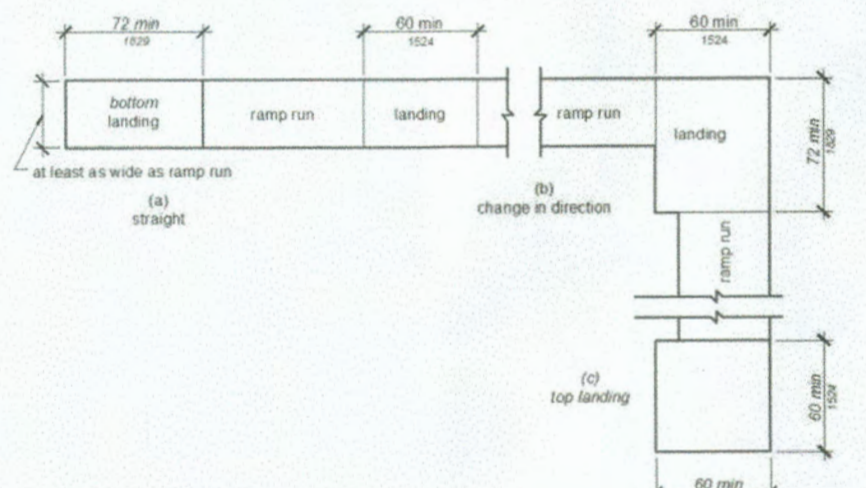 72 min
1829
60 min
1524
60 min
1524
bottom
landing
ramp run
landing
ramp run
landing
72 min
1829
at least as wide as ramp run
(a)
straight
(b)
change in direction
ramp run
(c)
top landing
60 min
1524
60 min